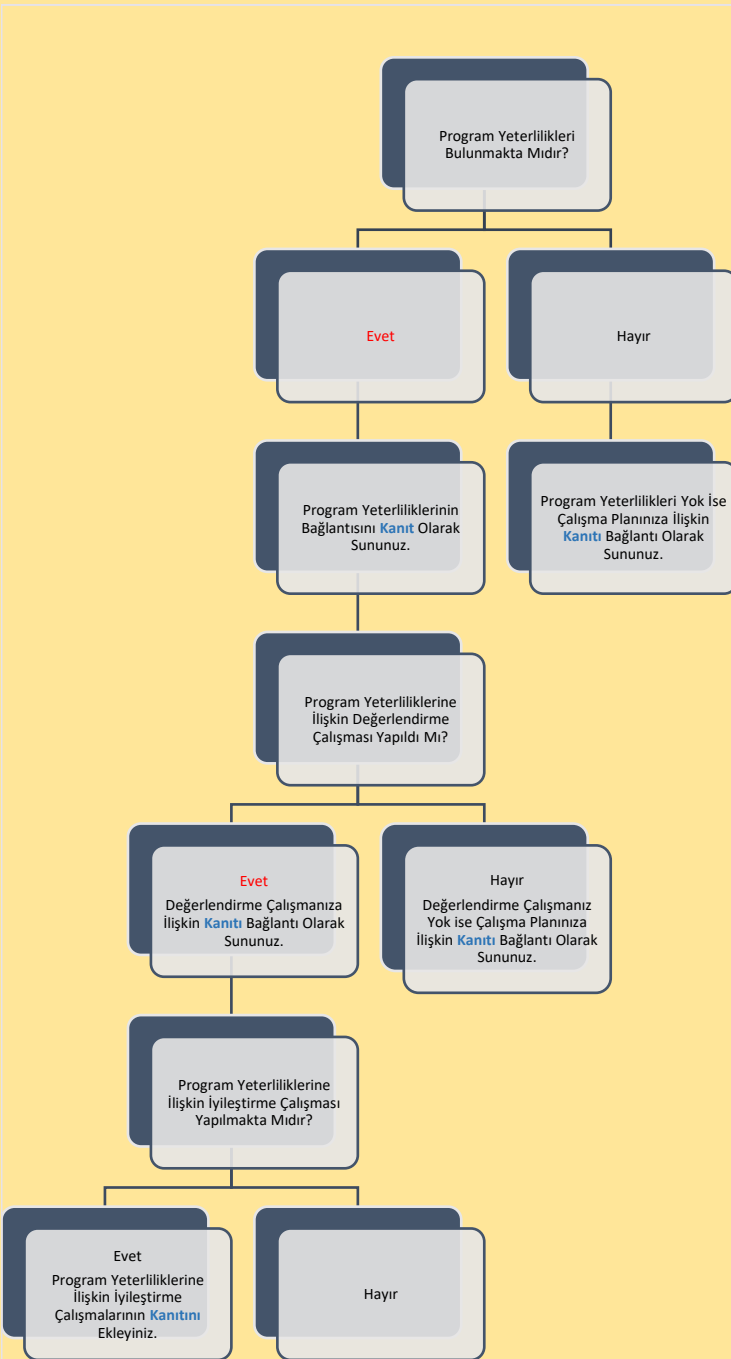 Program Yeterlilikleri
Bulunmakta Mıdır?
Evet
Hayır
Program Yeterliliklerinin
Bağlantısını Kanıt Olarak
Sununuz.
Program Yeterlilikleri Yok İse
Çalışma Planınıza İlişkin
Kanıtı Bağlantı Olarak
Sununuz.
Program Yeterliliklerine
İlişkin Değerlendirme
Çalışması Yapıldı Mı?
Evet
Değerlendirme Çalışmanıza
İlişkin Kanıtı Bağlantı Olarak
Sununuz.
Hayır
Değerlendirme Çalışmanız
Yok ise Çalışma Planınıza
İlişkin Kanıtı Bağlantı Olarak
Sununuz.
Program Yeterliliklerine
İlişkin İyileştirme Çalışması
Yapılmakta Mıdır?
Evet
Program Yeterliliklerine
İlişkin İyileştirme
Çalışmalarının Kanıtını
Ekleyiniz.
Hayır